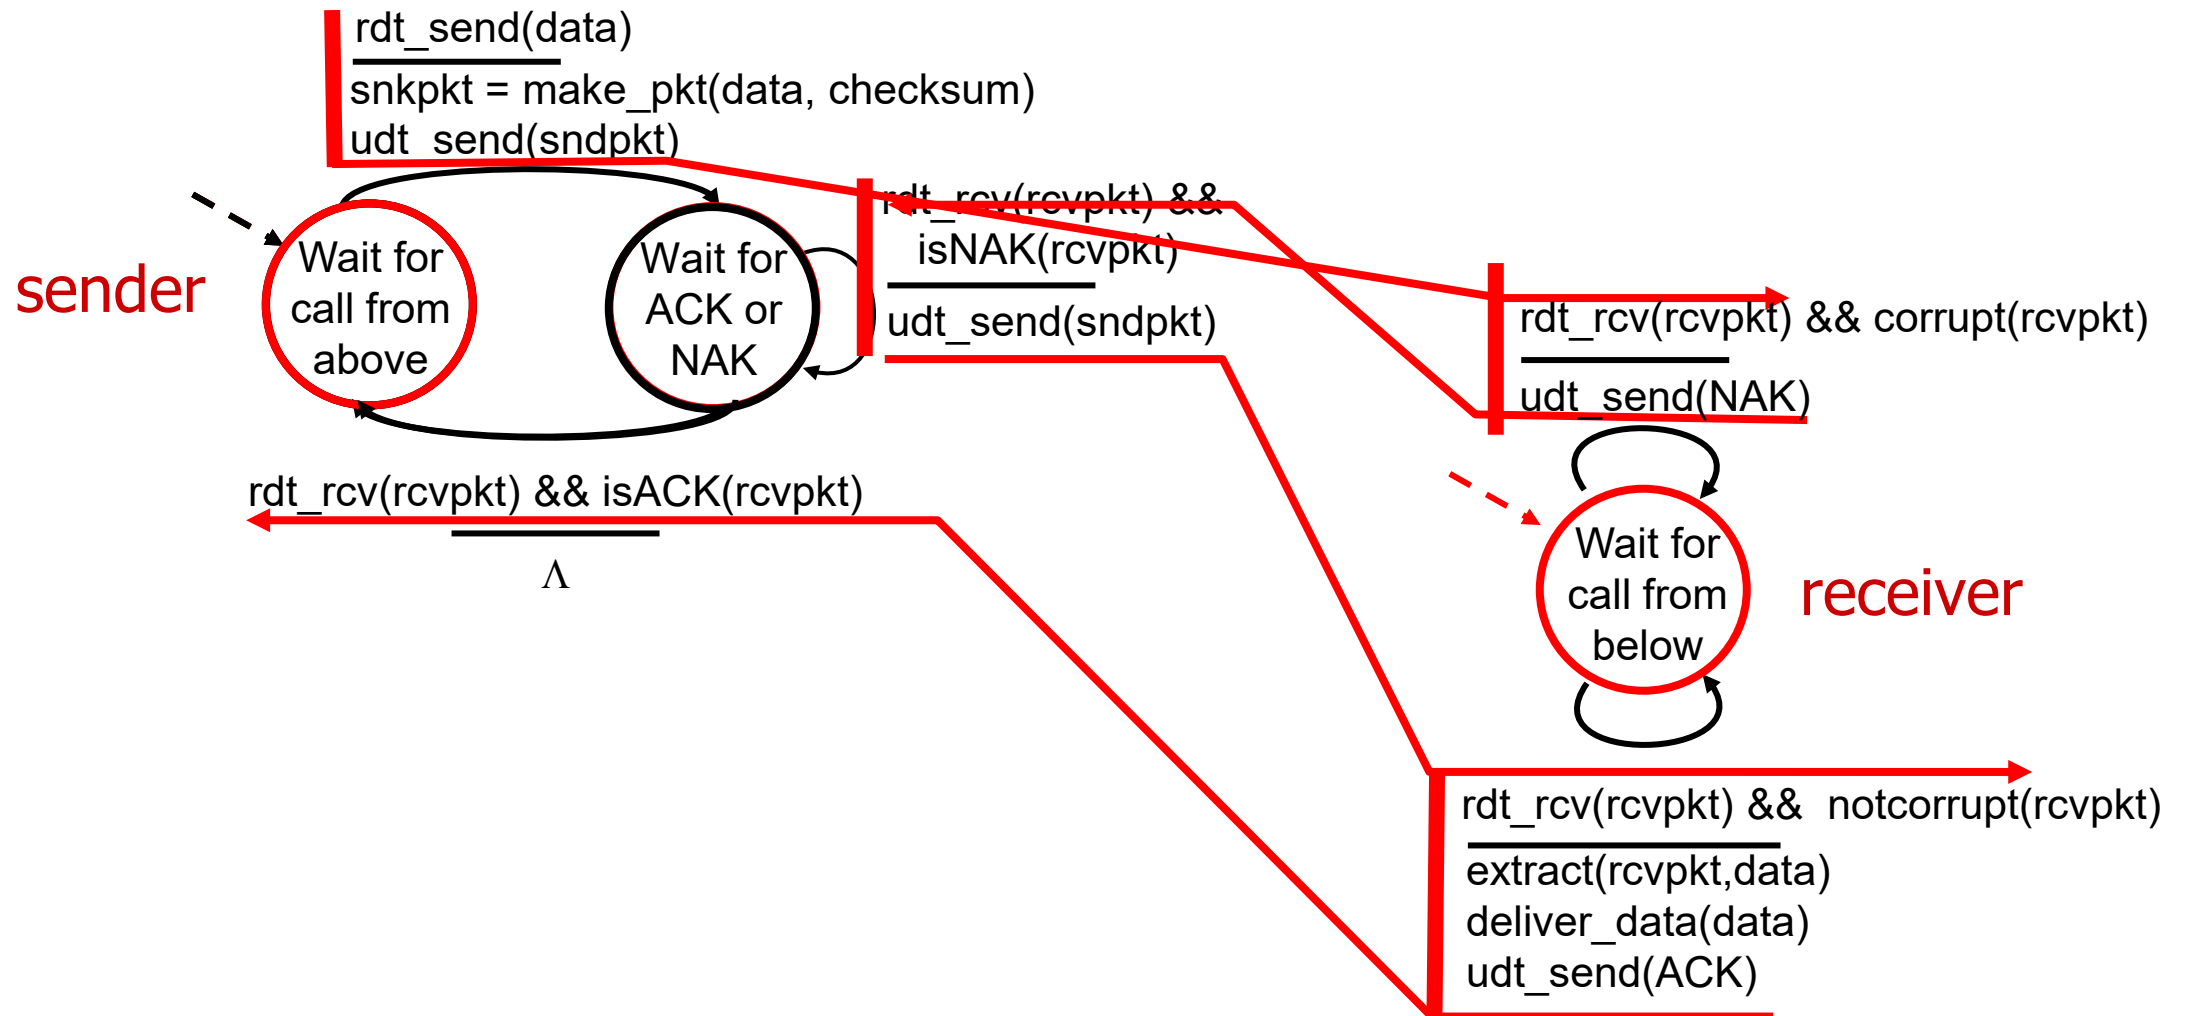 rdt_send(data)
snkpkt = make_pkt(data, checksum)
udt_send(sndpkt)
rdt_rcv(rcvpkt) &&
isNAK(rcvpkt)
udt_send(sndpkt)
sender
Wait for
call from
above
Wait for
ACK or
NAK
rdt_rcv(rcvpkt) && isACK(rcvpkt)
Λ
rdt_rcv(rcvpkt) && corrupt(rcvpkt)
udt_send(NAK)
Wait for
call from
below
receiver
rdt_rcv(rcvpkt) && notcorrupt(rcvpkt)
extract(rcvpkt,data)
deliver_data(data)
udt_send(ACK)